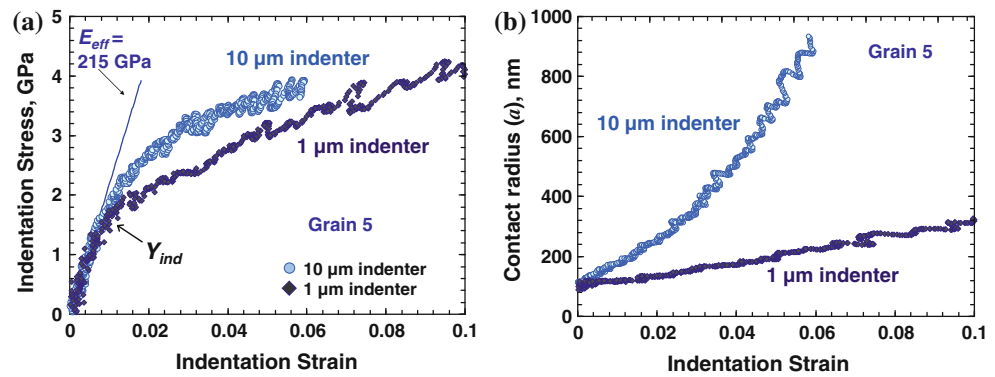 (a)
5
4
3
2
1
0
Indentation Stress, GPa
E_eff =
215 GPa
10 µm indenter
1 µm indenter
Y_ind
Grain 5
10 µm indenter
1 µm indenter
0
0.02
0.04
0.06
0.08
0.1
Indentation Strain
(b)
1000
800
600
400
200
0
Contact radius (a), nm
Grain 5
10 µm indenter
1 µm indenter
0
0.02
0.04
0.06
0.08
0.1
Indentation Strain